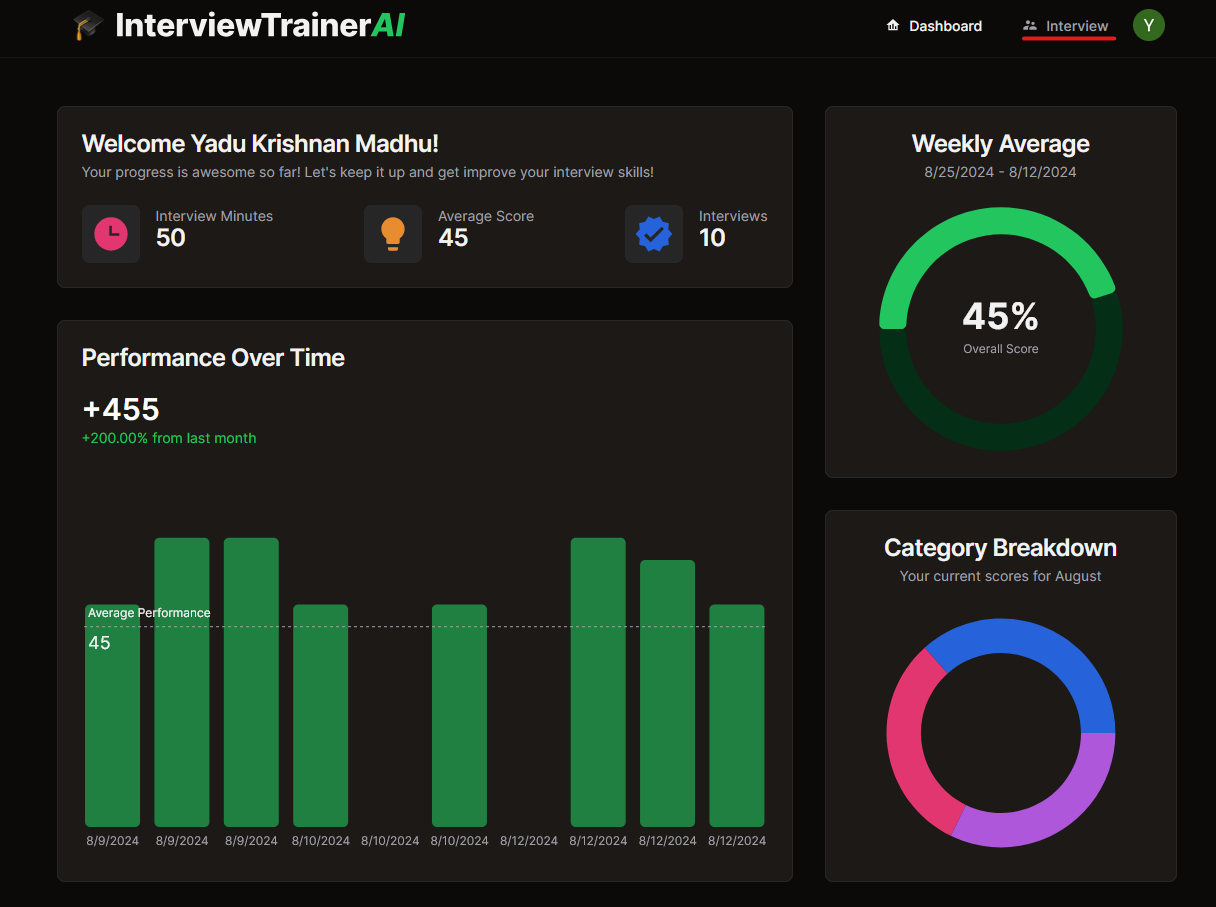 InterviewTrainerAI
Dashboard
Interview
Y
Welcome Yadu Krishnan Madhu!
Your progress is awesome so far! Let's keep it up and get improve your interview skills!
Interview Minutes
50
Average Score
45
Interviews
10
Weekly Average
8/25/2024 - 8/12/2024
45%
Overall Score
Performance Over Time
+455
+200.00% from last month
Average Performance
45
8/9/2024 8/9/2024 8/9/2024 8/10/2024 8/10/2024 8/10/2024 8/12/2024 8/12/2024 8/12/2024 8/12/2024
Category Breakdown
Your current scores for August